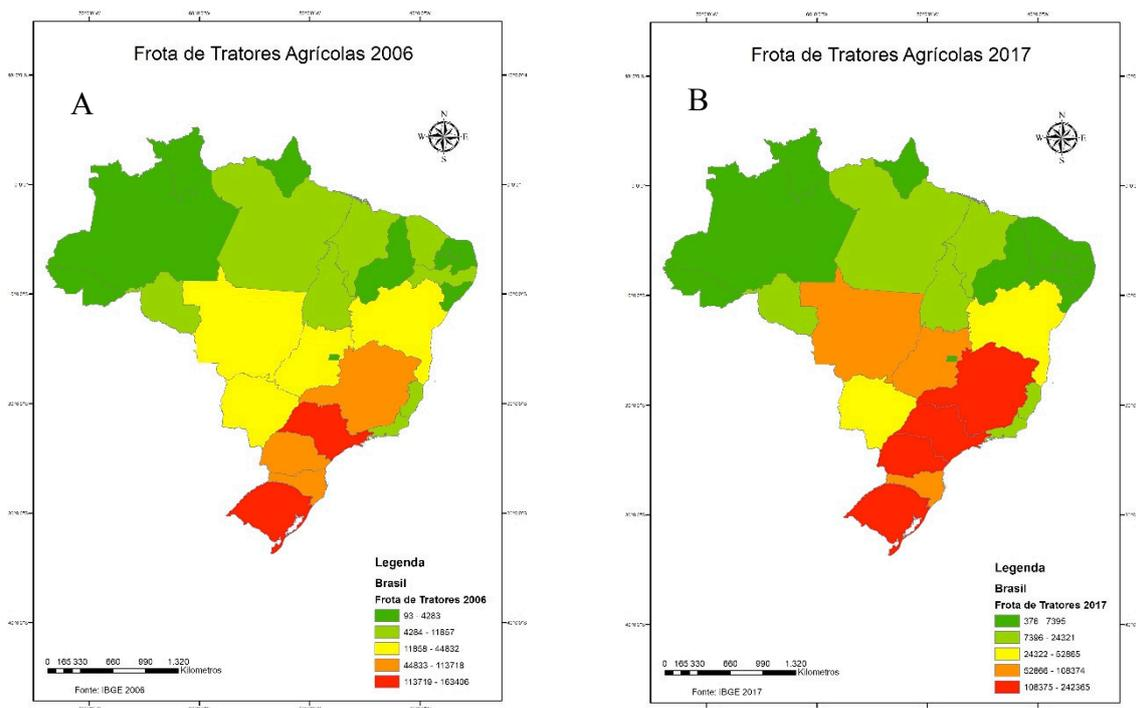 Frota de Tratores Agrícolas 2006
A
N
W
E
S
Legenda
Brasil
Frota de Tratores 2006
93 - 4283
4284 - 11857
11858 - 44832
44833 - 113718
113719 - 163406
0 165 330 660 990 1.320
Kilometros
Fonte: IBGE 2006
Frota de Tratores Agrícolas 2017
B
N
W
E
S
Legenda
Brasil
Frota de Tratores 2017
376 7395
7396 - 24321
24322 - 52865
52866 - 108374
108375 - 242365
0 165 330 660 990 1.320
Kilometros
Fonte: IBGE 2017